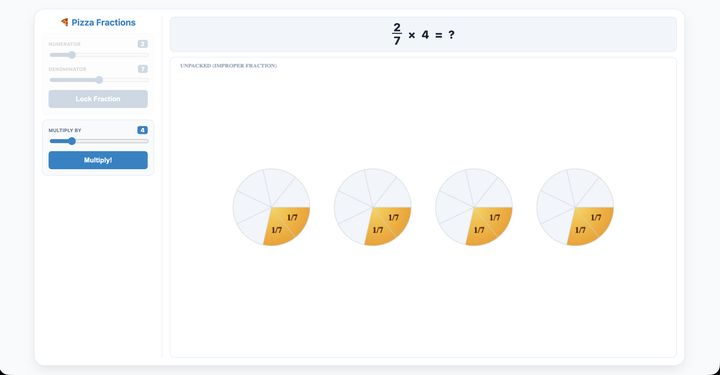 🍕 Pizza Fractions
NUMERATOR 2
DENOMINATOR 7
Lock Fraction
MULTIPLY BY 4
Multiply!
2/7 × 4 = ?
UNPACKED (IMPROPER FRACTION)
1/7 1/7 1/7 1/7
1/7 1/7 1/7 1/7